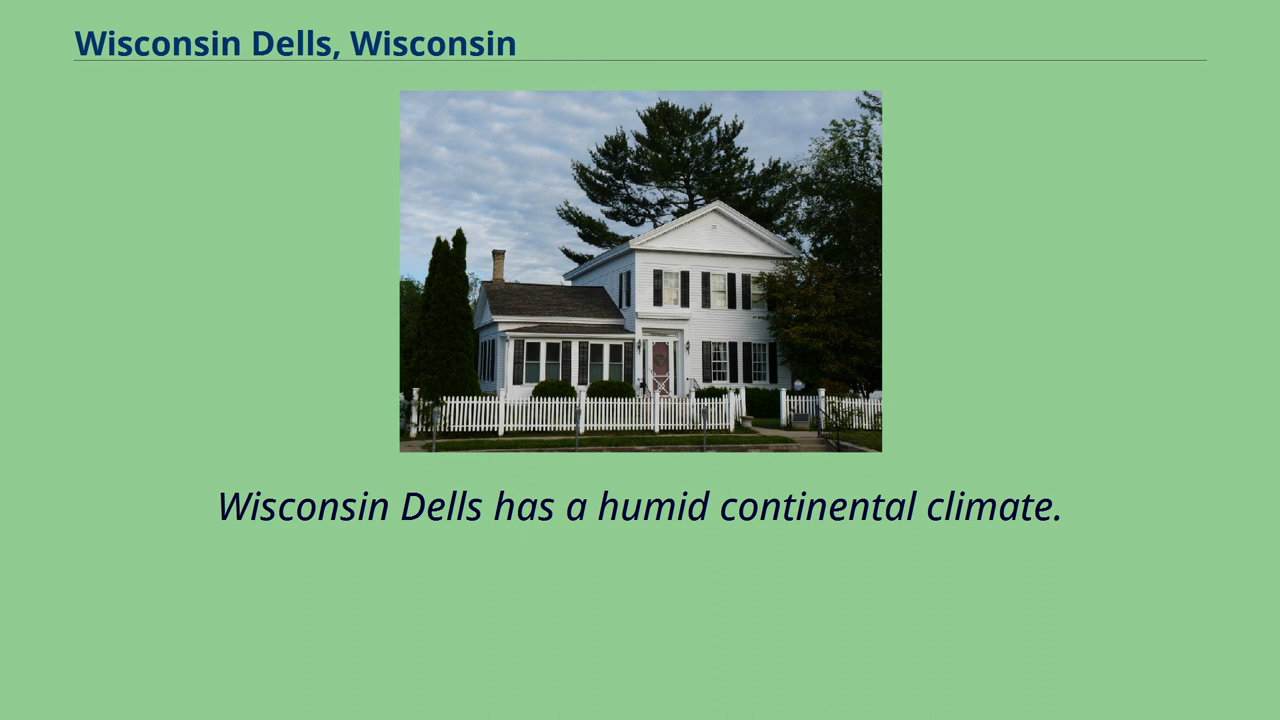 Wisconsin Dells, Wisconsin
Wisconsin Dells has a humid continental climate.